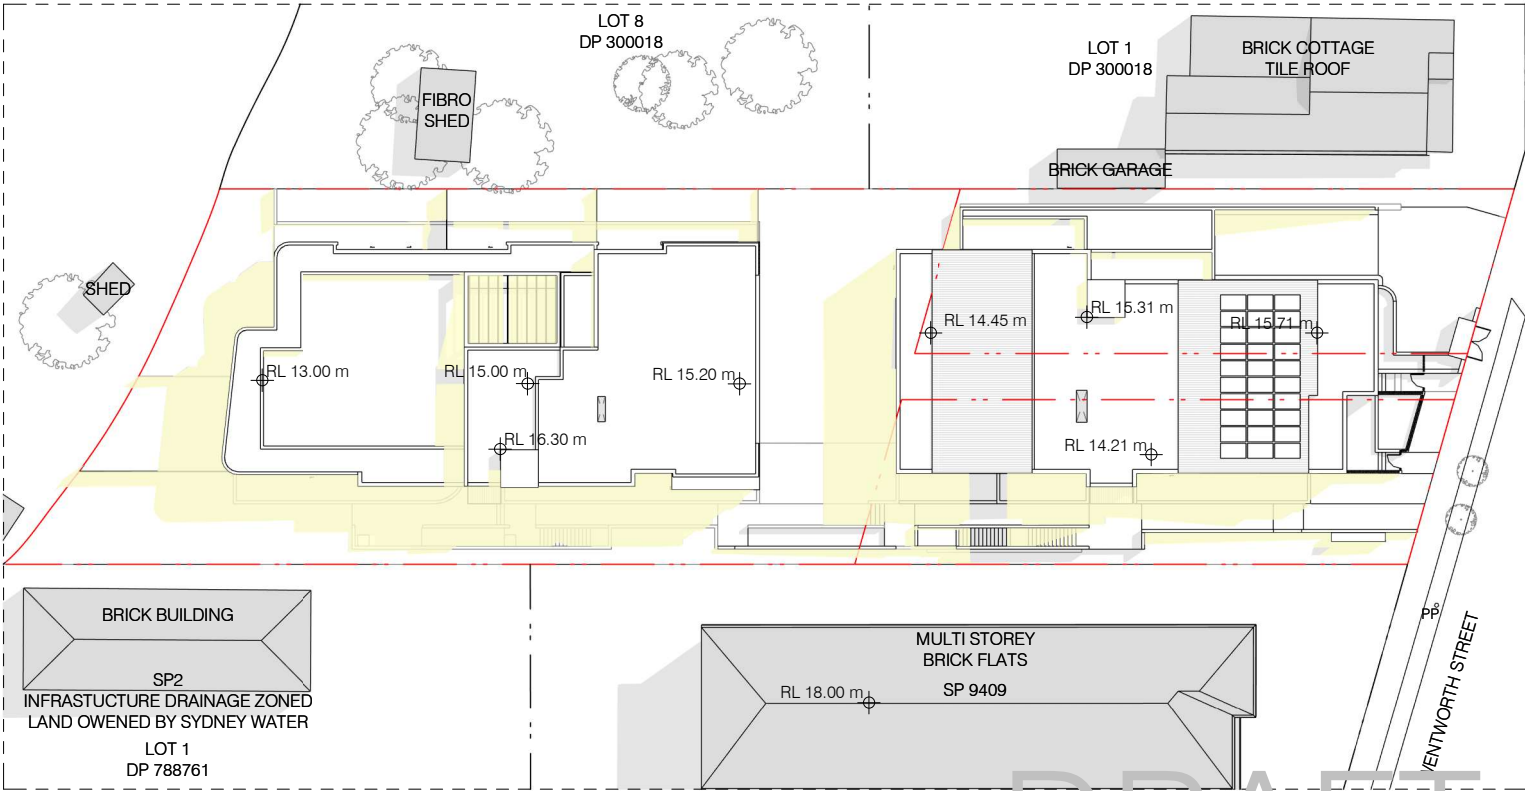 LOT 8
DP 300018
LOT 1
DP 300018
BRICK COTTAGE
TILE ROOF
FIBRO
SHED
BRICK GARAGE
SHED
RL 14.45 m
RL 15.31 m
RL 15.71 m
RL 13.00 m
RL 15.00 m
RL 15.20 m
RL 16.30 m
RL 14.21 m
BRICK BUILDING
SP2
INFRASTUCTURE DRAINAGE ZONED
LAND OWENED BY SYDNEY WATER
LOT 1
DP 788761
MULTI STOREY
BRICK FLATS
SP 9409
RL 18.00 m
PP
WENTWORTH STREET
DRAFT